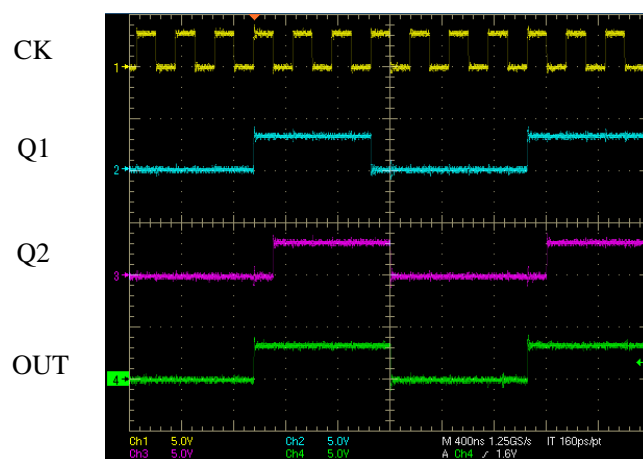 CK
1
Q1
2
Q2
3
OUT
4
Ch1 5.0V Ch2 5.0V M 400ns 1.25GS/s IT 160ps/pt
Ch3 5.0V Ch4 5.0V A Ch4 ∕ 1.6V